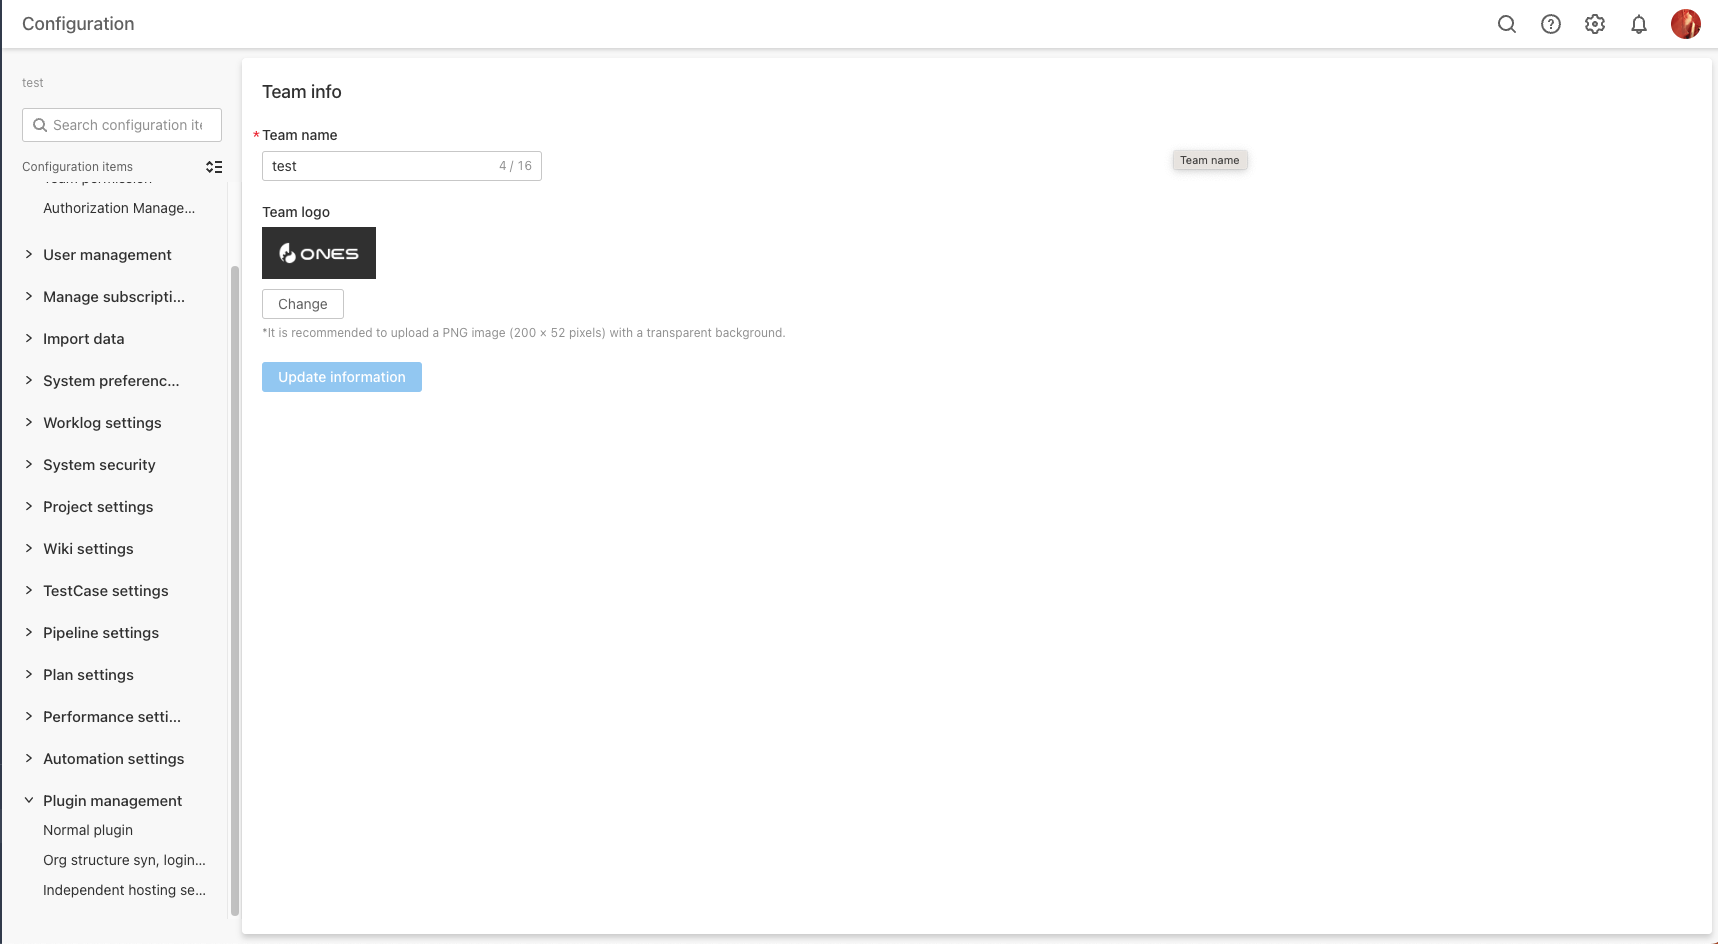 Configuration
test
Search configuration ite
Configuration items
Team permission
Authorization Manage...
User management
Manage subscripti...
Import data
System preferenc...
Worklog settings
System security
Project settings
Wiki settings
TestCase settings
Pipeline settings
Plan settings
Performance setti...
Automation settings
Plugin management
Normal plugin
Org structure syn, login...
Independent hosting se...
Team info
* Team name
test 4 / 16
Team name
Team logo
ONES
Change
*It is recommended to upload a PNG image (200 × 52 pixels) with a transparent background.
Update information